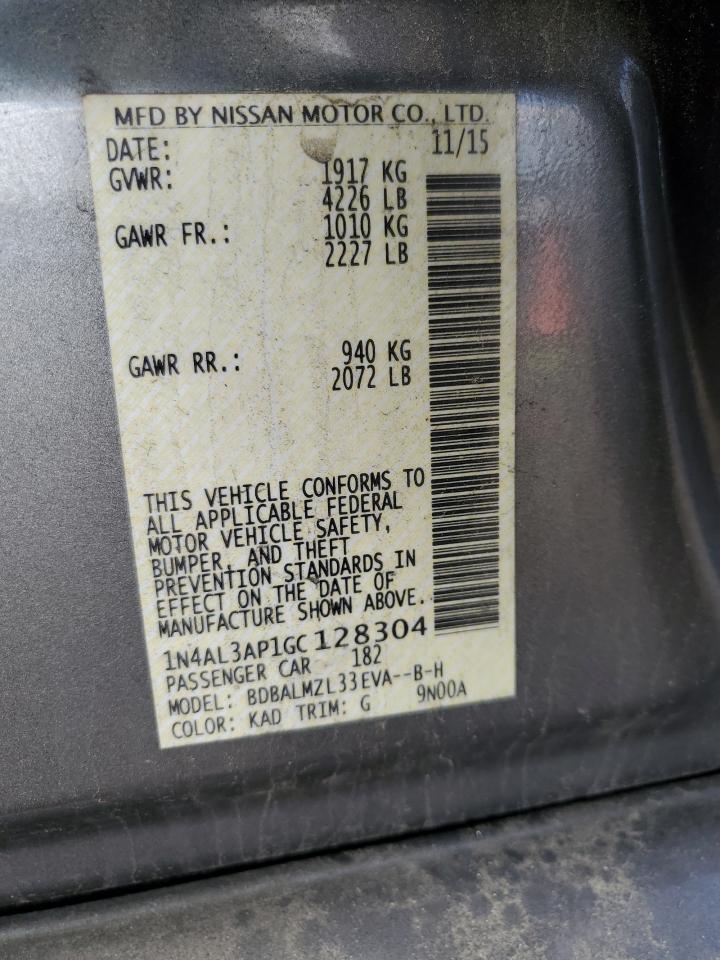 MFD BY NISSAN MOTOR CO., LTD.
DATE: 11/15
GVWR: 1917 KG
4226 LB
GAWR FR.: 1010 KG
2227 LB
GAWR RR.: 940 KG
2072 LB
THIS VEHICLE CONFORMS TO
ALL APPLICABLE FEDERAL
MOTOR VEHICLE SAFETY,
BUMPER, AND THEFT
PREVENTION STANDARDS IN
EFFECT ON THE DATE OF
MANUFACTURE SHOWN ABOVE.
1N4AL3AP1GC128304
PASSENGER CAR 182
MODEL: BDBALMZL33EVA--B-H
COLOR: KAD TRIM: G 9N00A